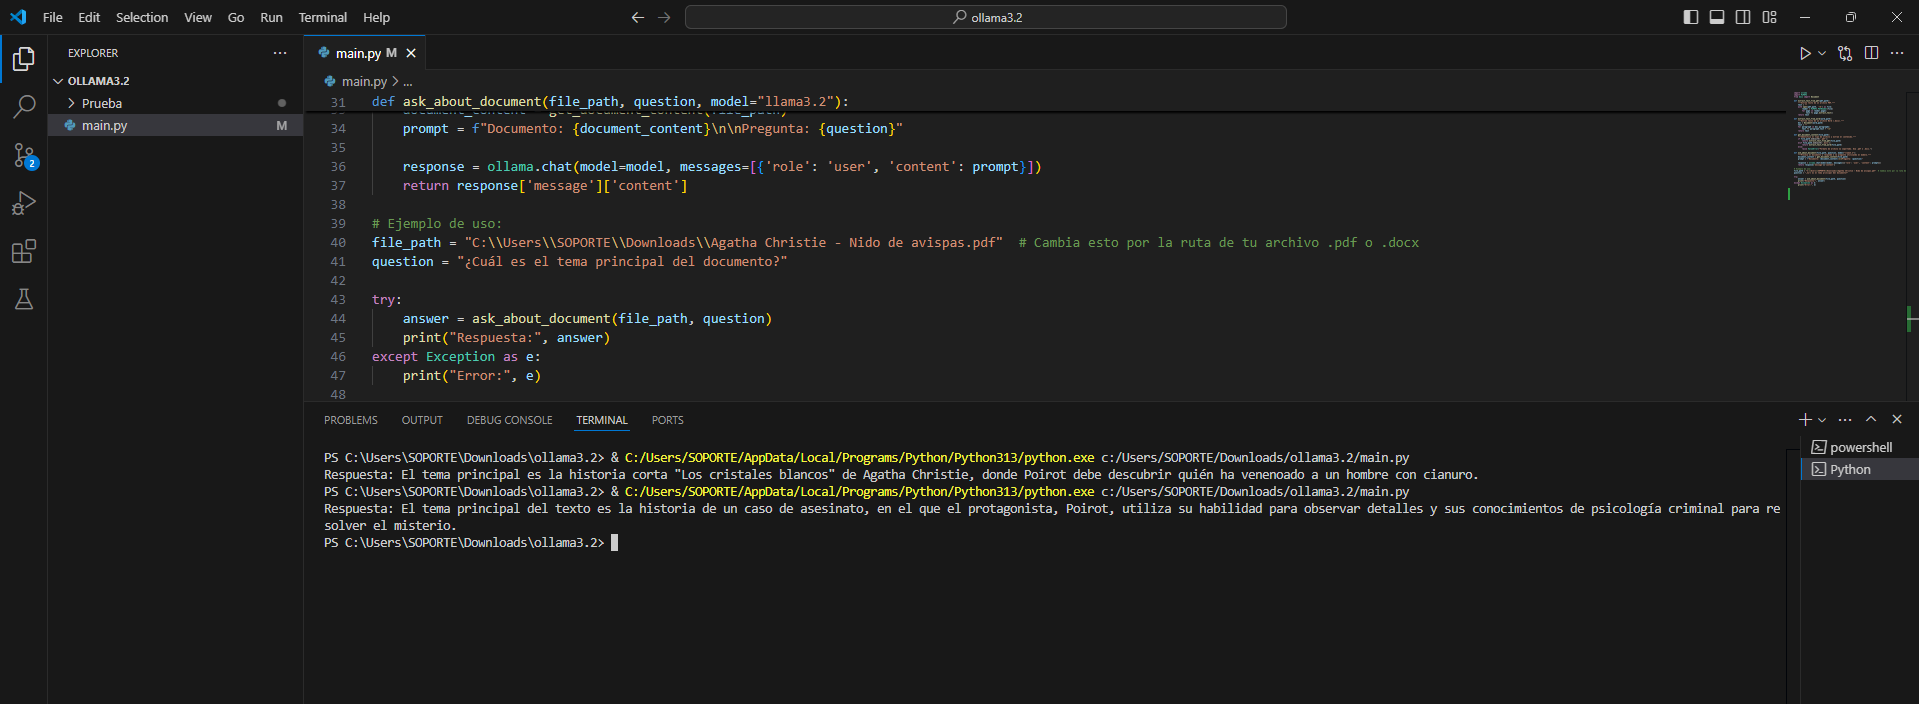 File Edit Selection View Go Run Terminal Help
ollama3.2
EXPLORER
OLLAMA3.2
Prueba
main.py M
2
main.py M
main.py > ...
31 def ask_about_document(file_path, question, model="llama3.2"):
34 prompt = f"Documento: {document_content}\n\nPregunta: {question}"
35
36 response = ollama.chat(model=model, messages=[{'role': 'user', 'content': prompt}])
37 return response['message']['content']
38
39 # Ejemplo de uso:
40 file_path = "C:\\Users\\SOPORTE\\Downloads\\Agatha Christie - Nido de avispas.pdf"  # Cambia esto por la ruta de tu archivo .pdf o .docx
41 question = "¿Cuál es el tema principal del documento?"
42
43 try:
44 answer = ask_about_document(file_path, question)
45 print("Respuesta:", answer)
46 except Exception as e:
47 print("Error:", e)
48
PROBLEMS OUTPUT DEBUG CONSOLE TERMINAL PORTS
powershell
Python
PS C:\Users\SOPORTE\Downloads\ollama3.2> & C:/Users/SOPORTE/AppData/Local/Programs/Python/Python313/python.exe c:/Users/SOPORTE/Downloads/ollama3.2/main.py
Respuesta: El tema principal es la historia corta "Los cristales blancos" de Agatha Christie, donde Poirot debe descubrir quién ha venenoado a un hombre con cianuro.
PS C:\Users\SOPORTE\Downloads\ollama3.2> & C:/Users/SOPORTE/AppData/Local/Programs/Python/Python313/python.exe c:/Users/SOPORTE/Downloads/ollama3.2/main.py
Respuesta: El tema principal del texto es la historia de un caso de asesinato, en el que el protagonista, Poirot, utiliza su habilidad para observar detalles y sus conocimientos de psicología criminal para re
solver el misterio.
PS C:\Users\SOPORTE\Downloads\ollama3.2>